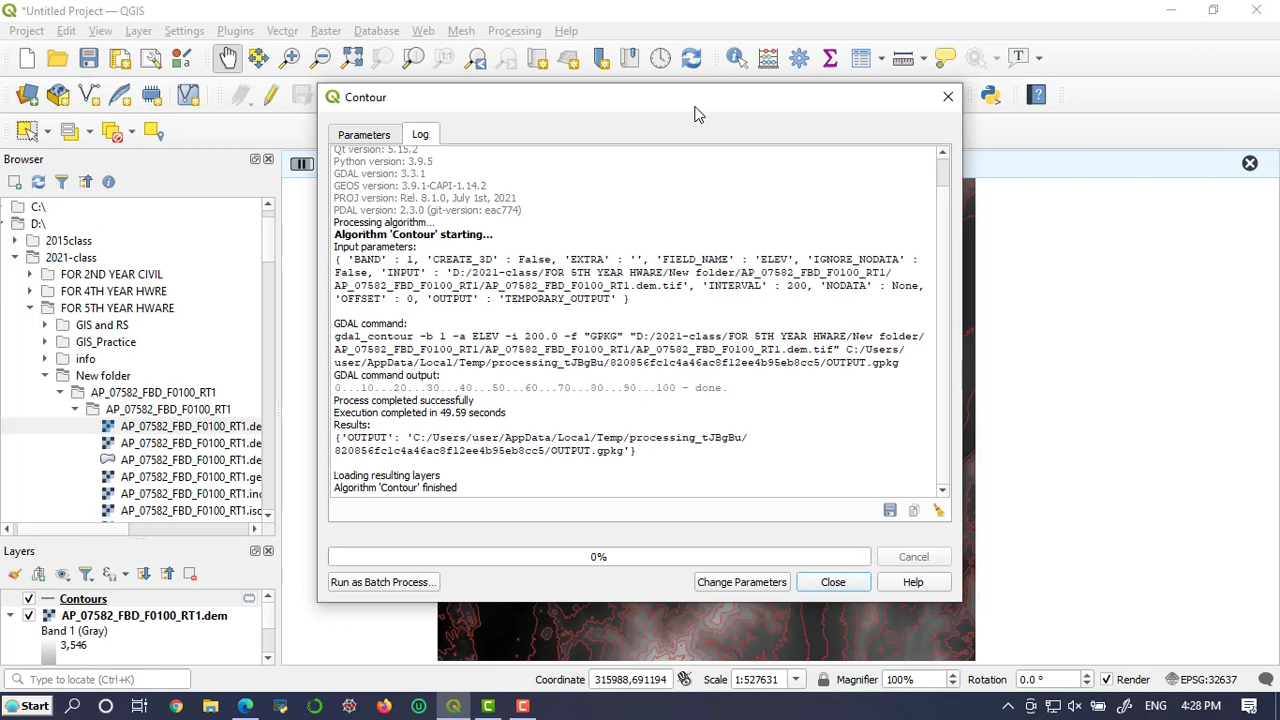 *Untitled Project — QGIS
Project Edit View Layer Settings Plugins Vector Raster Database Web Mesh Processing Help
Contour
Parameters Log
Qt version: 5.15.2
Python version: 3.9.5
GDAL version: 3.3.1
GEOS version: 3.9.1-CAPI-1.14.2
PROJ version: Rel. 8.1.0, July 1st, 2021
PDAL version: 2.3.0 (git-version: eac774)
Processing algorithm…
Algorithm 'Contour' starting…
Input parameters:
{ 'BAND' : 1, 'CREATE_3D' : False, 'EXTRA' : '', 'FIELD_NAME' : 'ELEV', 'IGNORE_NODATA' :
False, 'INPUT' : 'D:/2021-class/FOR 5TH YEAR HWARE/New folder/AP_07582_FBD_F0100_RT1/
AP_07582_FBD_F0100_RT1/AP_07582_FBD_F0100_RT1.dem.tif', 'INTERVAL' : 200, 'NODATA' : None,
'OFFSET' : 0, 'OUTPUT' : 'TEMPORARY_OUTPUT' }
GDAL command:
gdal_contour -b 1 -a ELEV -i 200.0 -f "GPKG" "D:/2021-class/FOR 5TH YEAR HWARE/New folder/
AP_07582_FBD_F0100_RT1/AP_07582_FBD_F0100_RT1/AP_07582_FBD_F0100_RT1.dem.tif" C:/Users/
user/AppData/Local/Temp/processing_tJBgBu/820856fc1c4a46ac8f12ee4b95eb8cc5/OUTPUT.gpkg
GDAL command output:
0...10...20...30...40...50...60...70...80...90...100 - done.
Process completed successfully
Execution completed in 49.59 seconds
Results:
{'OUTPUT': 'C:/Users/user/AppData/Local/Temp/processing_tJBgBu/
820856fc1c4a46ac8f12ee4b95eb8cc5/OUTPUT.gpkg'}
Loading resulting layers
Algorithm 'Contour' finished
0%
Cancel
Run as Batch Process… Change Parameters Close Help
Browser
C:\
D:\
2015class
2021-class
FOR 2ND YEAR CIVIL
FOR 4TH YEAR HWRE
FOR 5TH YEAR HWARE
GIS and RS
GIS_Practice
info
New folder
AP_07582_FBD_F0100_RT1
AP_07582_FBD_F0100_RT1
AP_07582_FBD_F0100_RT1.de
AP_07582_FBD_F0100_RT1.de
AP_07582_FBD_F0100_RT1.de
AP_07582_FBD_F0100_RT1.ge
AP_07582_FBD_F0100_RT1.inc
AP_07582_FBD_F0100_RT1.iso
Layers
Contours
AP_07582_FBD_F0100_RT1.dem
Band 1 (Gray)
3,546
Type to locate (Ctrl+K) Coordinate 315988,691194 Scale 1:527631 Magnifier 100% Rotation 0.0 ° Render EPSG:32637
Start ENG 4:28 PM